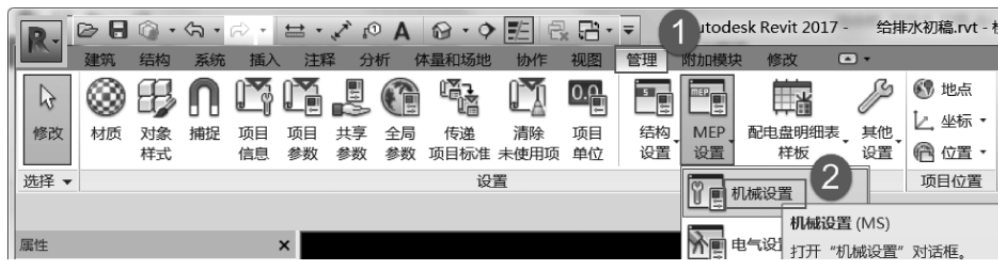 1
Autodesk Revit 2017 - 给排水初稿.rvt -
建筑 结构 系统 插入 注释 分析 体量和场地 协作 视图 管理 附加模块 修改
修改 材质 对象样式 捕捉 项目信息 项目参数 共享参数 全局参数 传递项目标准 清除未使用项 项目单位 结构设置 MEP设置 配电盘明细表样板 其他设置 地点
坐标
位置
选择 设置 项目位置
机械设置 2
机械设置 (MS)
电气设
打开“机械设置”对话框。
属性